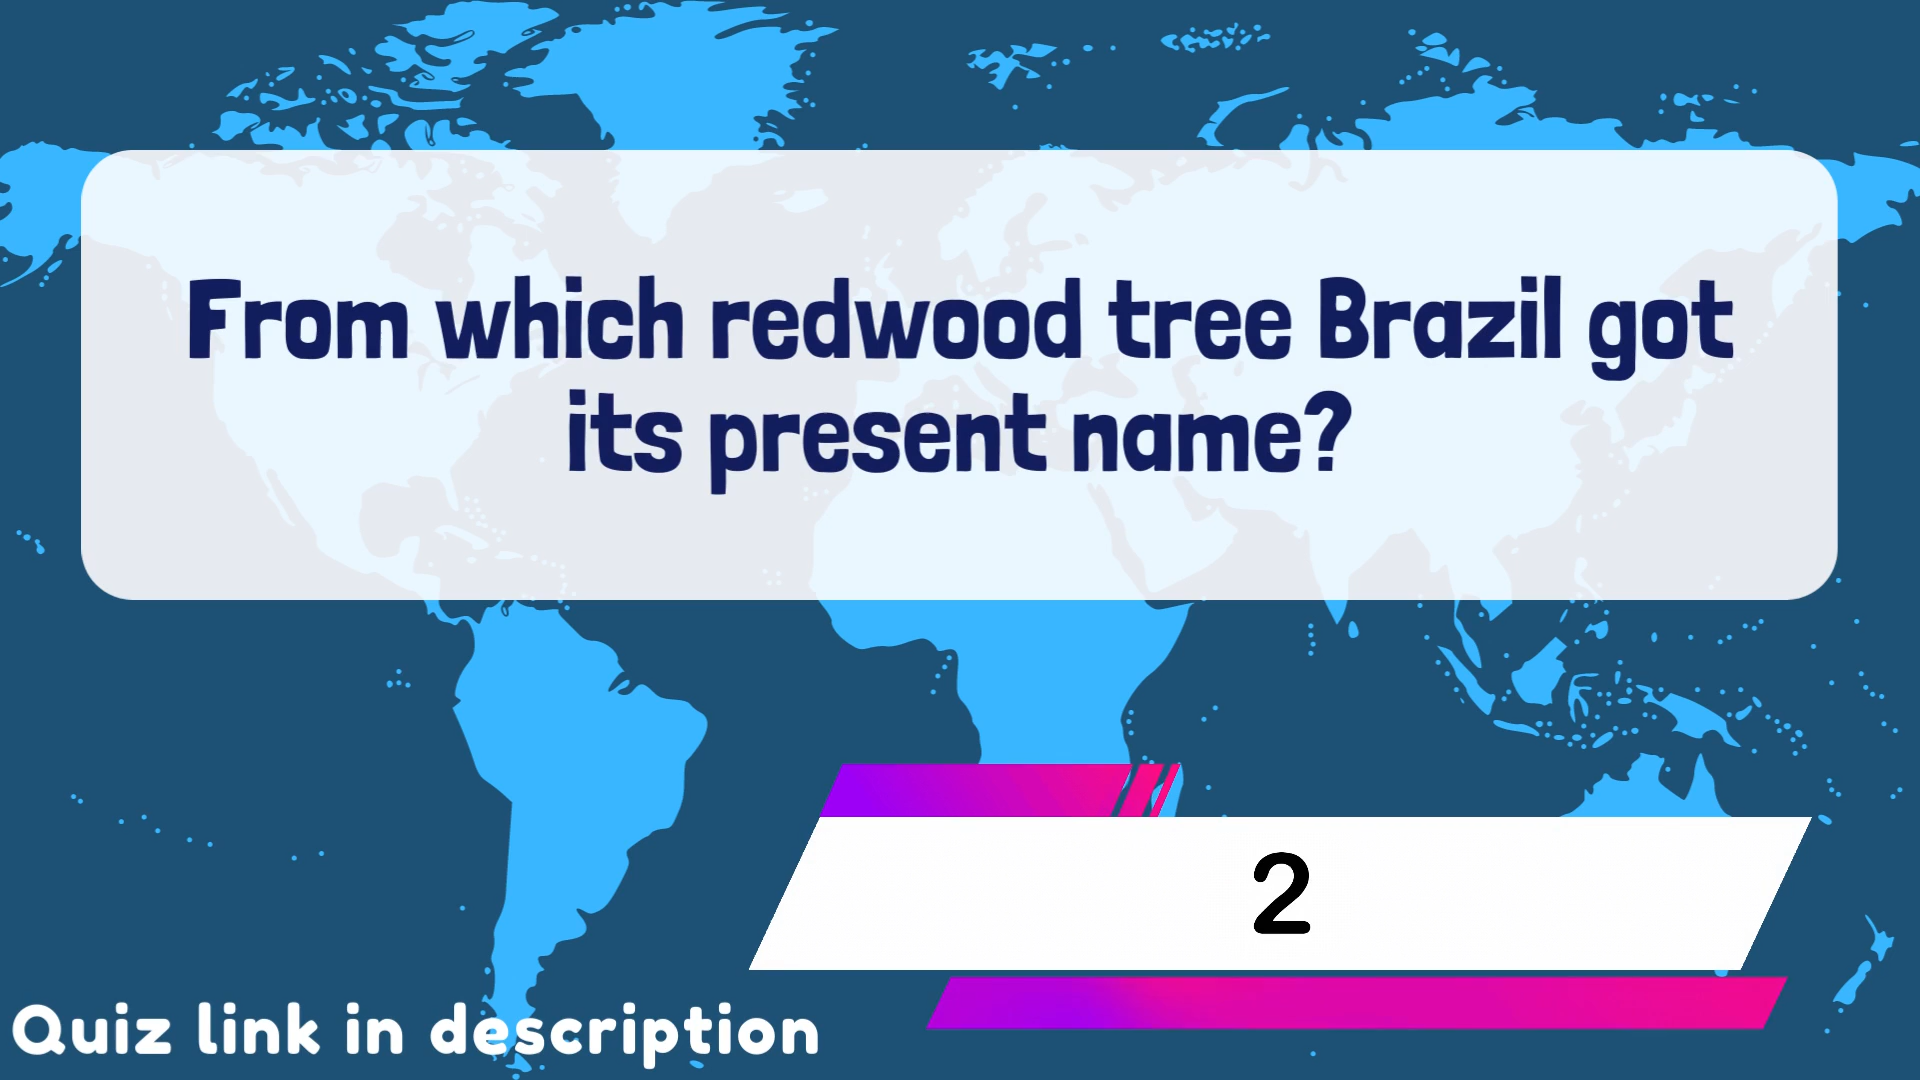 From which redwood tree Brazil got
its present name?
2
Quiz link in description